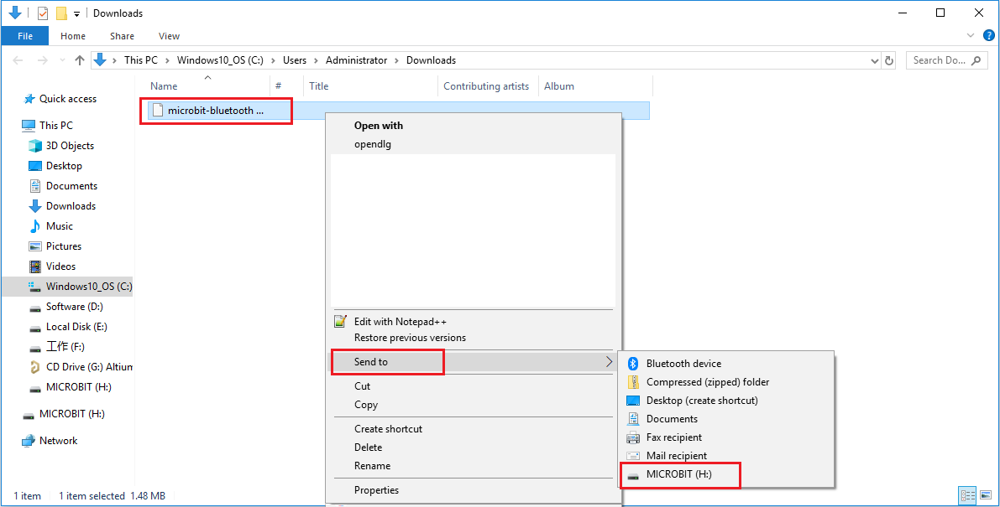 Downloads
File Home Share View
This PC Windows10_OS (C:) Users Administrator Downloads
Search Do...
Name # Title Contributing artists Album
microbit-bluetooth ...
Quick access
This PC
3D Objects
Desktop
Documents
Downloads
Music
Pictures
Videos
Windows10_OS (C:)
Software (D:)
Local Disk (E:)
工作 (F:)
CD Drive (G:) Altium
MICROBIT (H:)
MICROBIT (H:)
Network
Open with
opendlg
Edit with Notepad++
Restore previous versions
Send to
Cut
Copy
Create shortcut
Delete
Rename
Properties
Bluetooth device
Compressed (zipped) folder
Desktop (create shortcut)
Documents
Fax recipient
Mail recipient
MICROBIT (H:)
1 item 1 item selected 1.48 MB